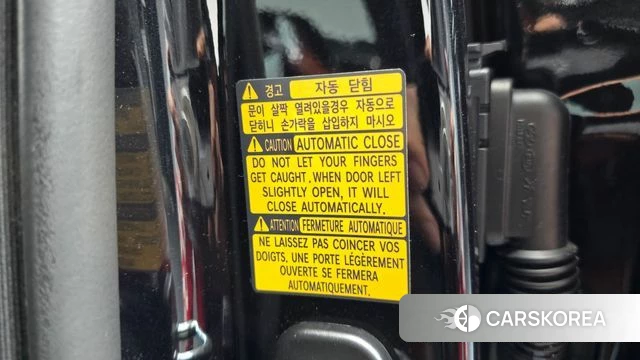 경고 자동 닫힘
문이 살짝 열려있을경우 자동으로
닫히니 손가락을 삽입하지 마시오
CAUTION AUTOMATIC CLOSE
DO NOT LET YOUR FINGERS
GET CAUGHT.WHEN DOOR LEFT
SLIGHTLY OPEN, IT WILL
CLOSE AUTOMATICALLY.
ATTENTION FERMETURE AUTOMATIQUE
NE LAISSEZ PAS COINCER VOS
DOIGTS, UNE PORTE LÉGÈREMENT
OUVERTE SE FERMERA
AUTOMATIQUEMENT.
CARSKOREA